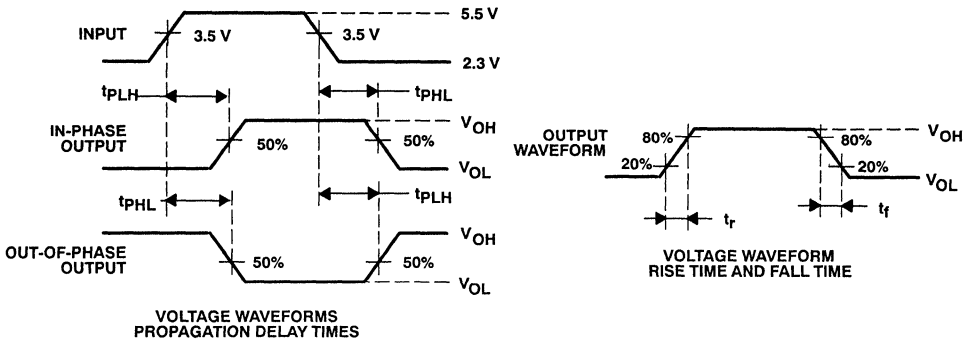 5.5 V
INPUT
3.5 V
3.5 V
2.3 V
tPLH
tPHL
IN-PHASE
OUTPUT
VOH
50%
50%
VOL
tPHL
tPLH
OUT-OF-PHASE
OUTPUT
VOH
50%
50%
VOL
VOLTAGE WAVEFORMS
PROPAGATION DELAY TIMES
OUTPUT
WAVEFORM
VOH
80%
80%
20%
20%
VOL
tr
tf
VOLTAGE WAVEFORM
RISE TIME AND FALL TIME